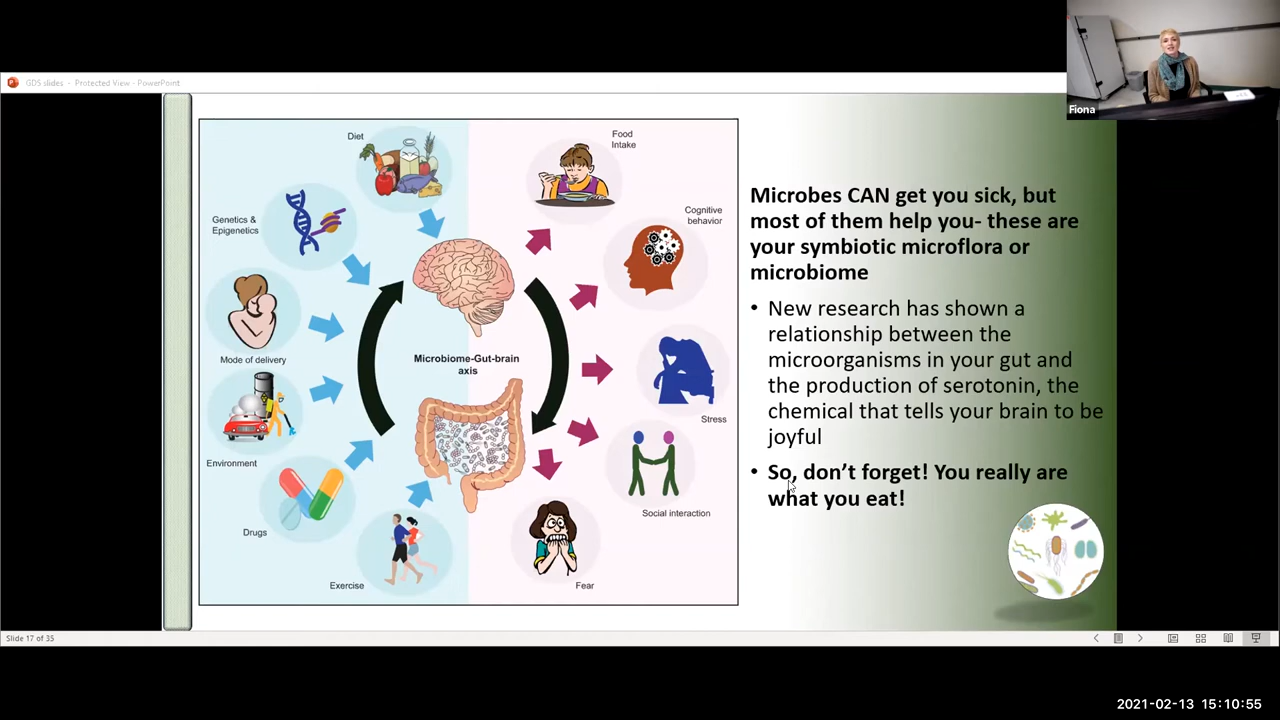 GDS slides - Protected View - PowerPoint
Fiona
Diet
Food
Intake
Genetics &
Epigenetics
Cognitive
behavior
Mode of delivery
Microbiome-Gut-brain
axis
Stress
Environment
Social interaction
Drugs
Exercise
Fear
Microbes CAN get you sick, but
most of them help you- these are
your symbiotic microflora or
microbiome
• New research has shown a
relationship between the
microorganisms in your gut and
the production of serotonin, the
chemical that tells your brain to be
joyful
• So, don’t forget! You really are
what you eat!
Slide 17 of 35
2021-02-13 15:10:55